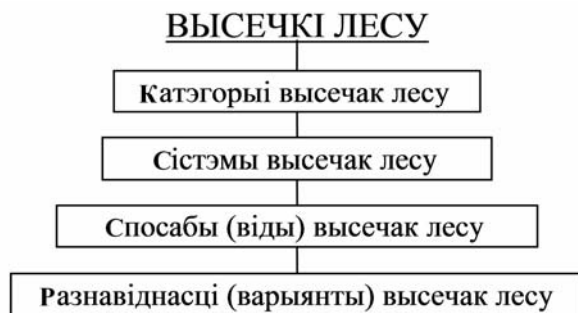 ВЫСЕЧКІ ЛЕСУ
Катэгорыі высечак лесу
Сістэмы высечак лесу
Спосабы (віды) высечак лесу
Разнавіднасці (варыянты) высечак лесу